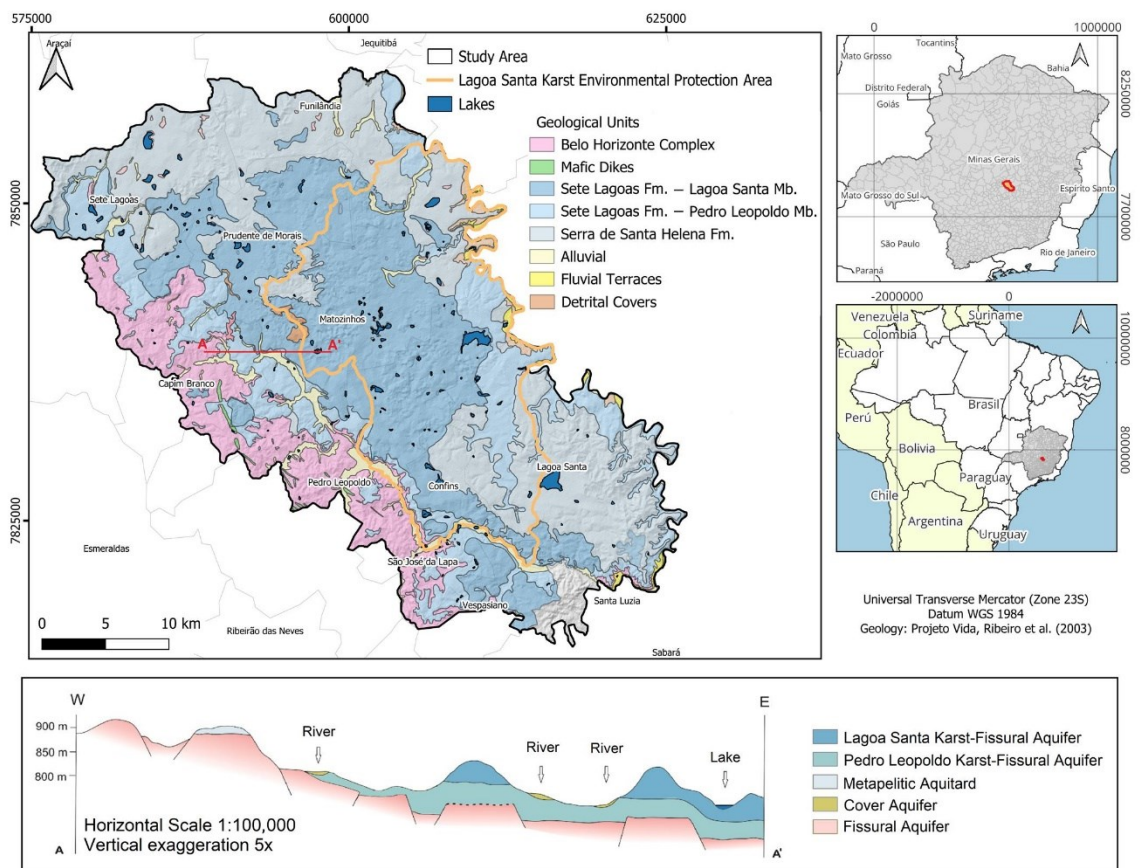 575000
600000
625000
Araçaí
Jequitibá
Study Area
Lagoa Santa Karst Environmental Protection Area
Lakes
Geological Units
Belo Horizonte Complex
Mafic Dikes
Sete Lagoas Fm. – Lagoa Santa Mb.
Sete Lagoas Fm. – Pedro Leopoldo Mb.
Serra de Santa Helena Fm.
Alluvial
Fluvial Terraces
Detrital Covers
7850000
7825000
Funilândia
Sete Lagoas
Prudente de Morais
Matozinhos
A
A'
Capim Branco
Pedro Leopoldo
Confins
Lagoa Santa
São José da Lapa
Vespasiano
Santa Luzia
Esmeraldas
Ribeirão das Neves
Sabará
0 5 10 km
0
1000000
8250000
7700000
Mato Grosso
Tocantins
Bahia
Distrito Federal
Goiás
Minas Gerais
Mato Grosso do Sul
Espírito Santo
São Paulo
Rio de Janeiro
Paraná
-2000000
0
10000000
8000000
Venezuela
Suriname
Colombia
Ecuador
Brasil
Perú
Bolivia
Paraguay
Chile
Argentina
Uruguay
Universal Transverse Mercator (Zone 23S)
Datum WGS 1984
Geology: Projeto Vida, Ribeiro et al. (2003)
W
E
900 m
850 m
800 m
River
River
River
Lake
Horizontal Scale 1:100,000
Vertical exaggeration 5x
A
A'
Lagoa Santa Karst-Fissural Aquifer
Pedro Leopoldo Karst-Fissural Aquifer
Metapelitic Aquitard
Cover Aquifer
Fissural Aquifer